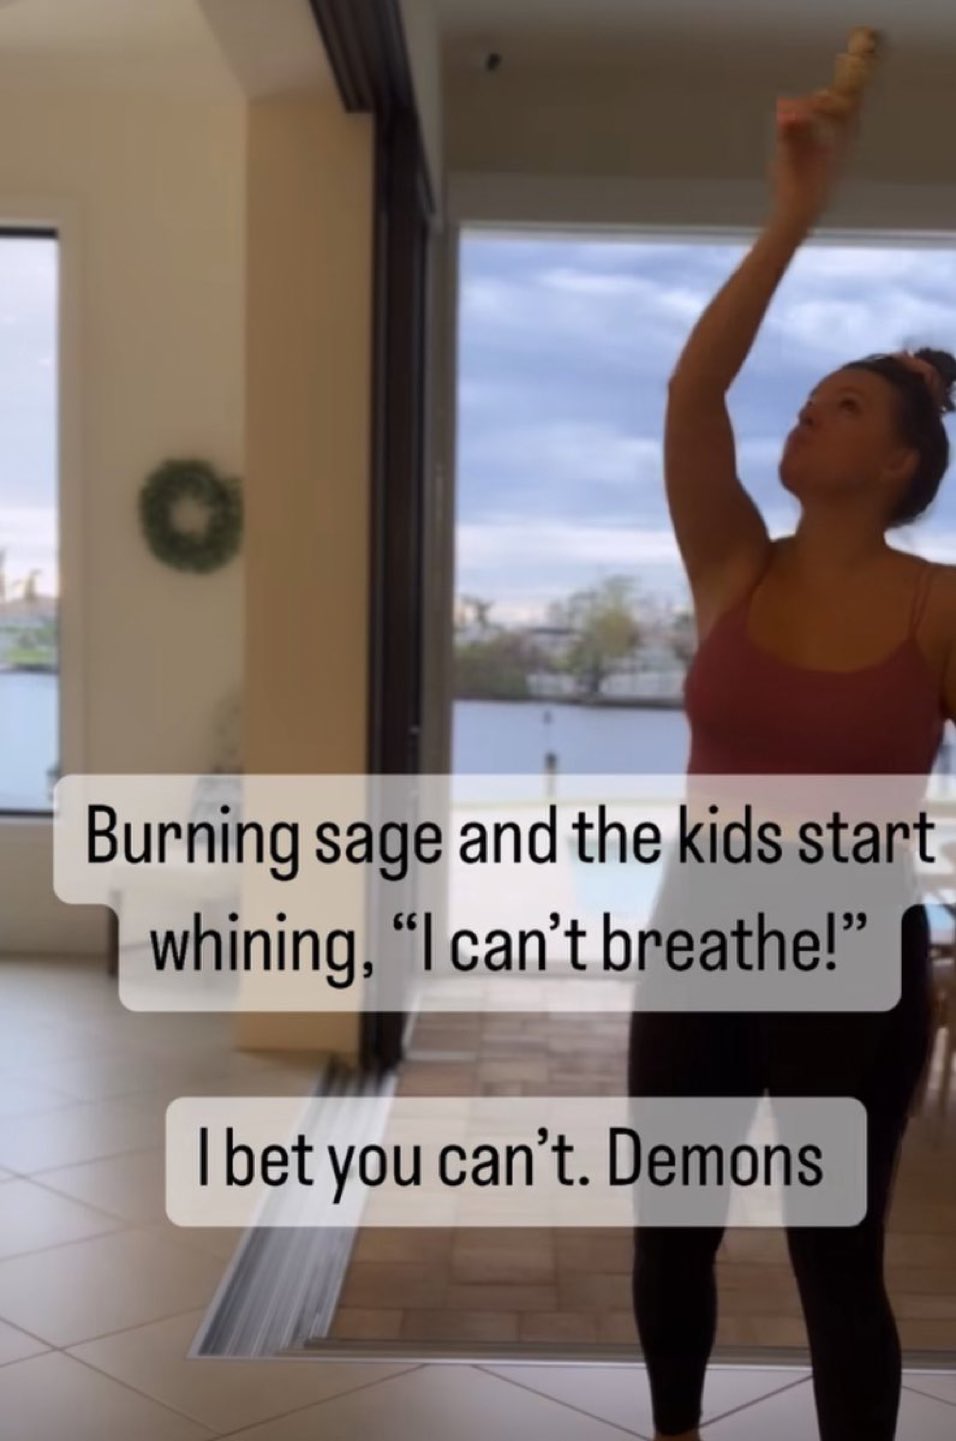 Burning sage and the kids start
whining, “I can’t breathe!”
I bet you can’t. Demons